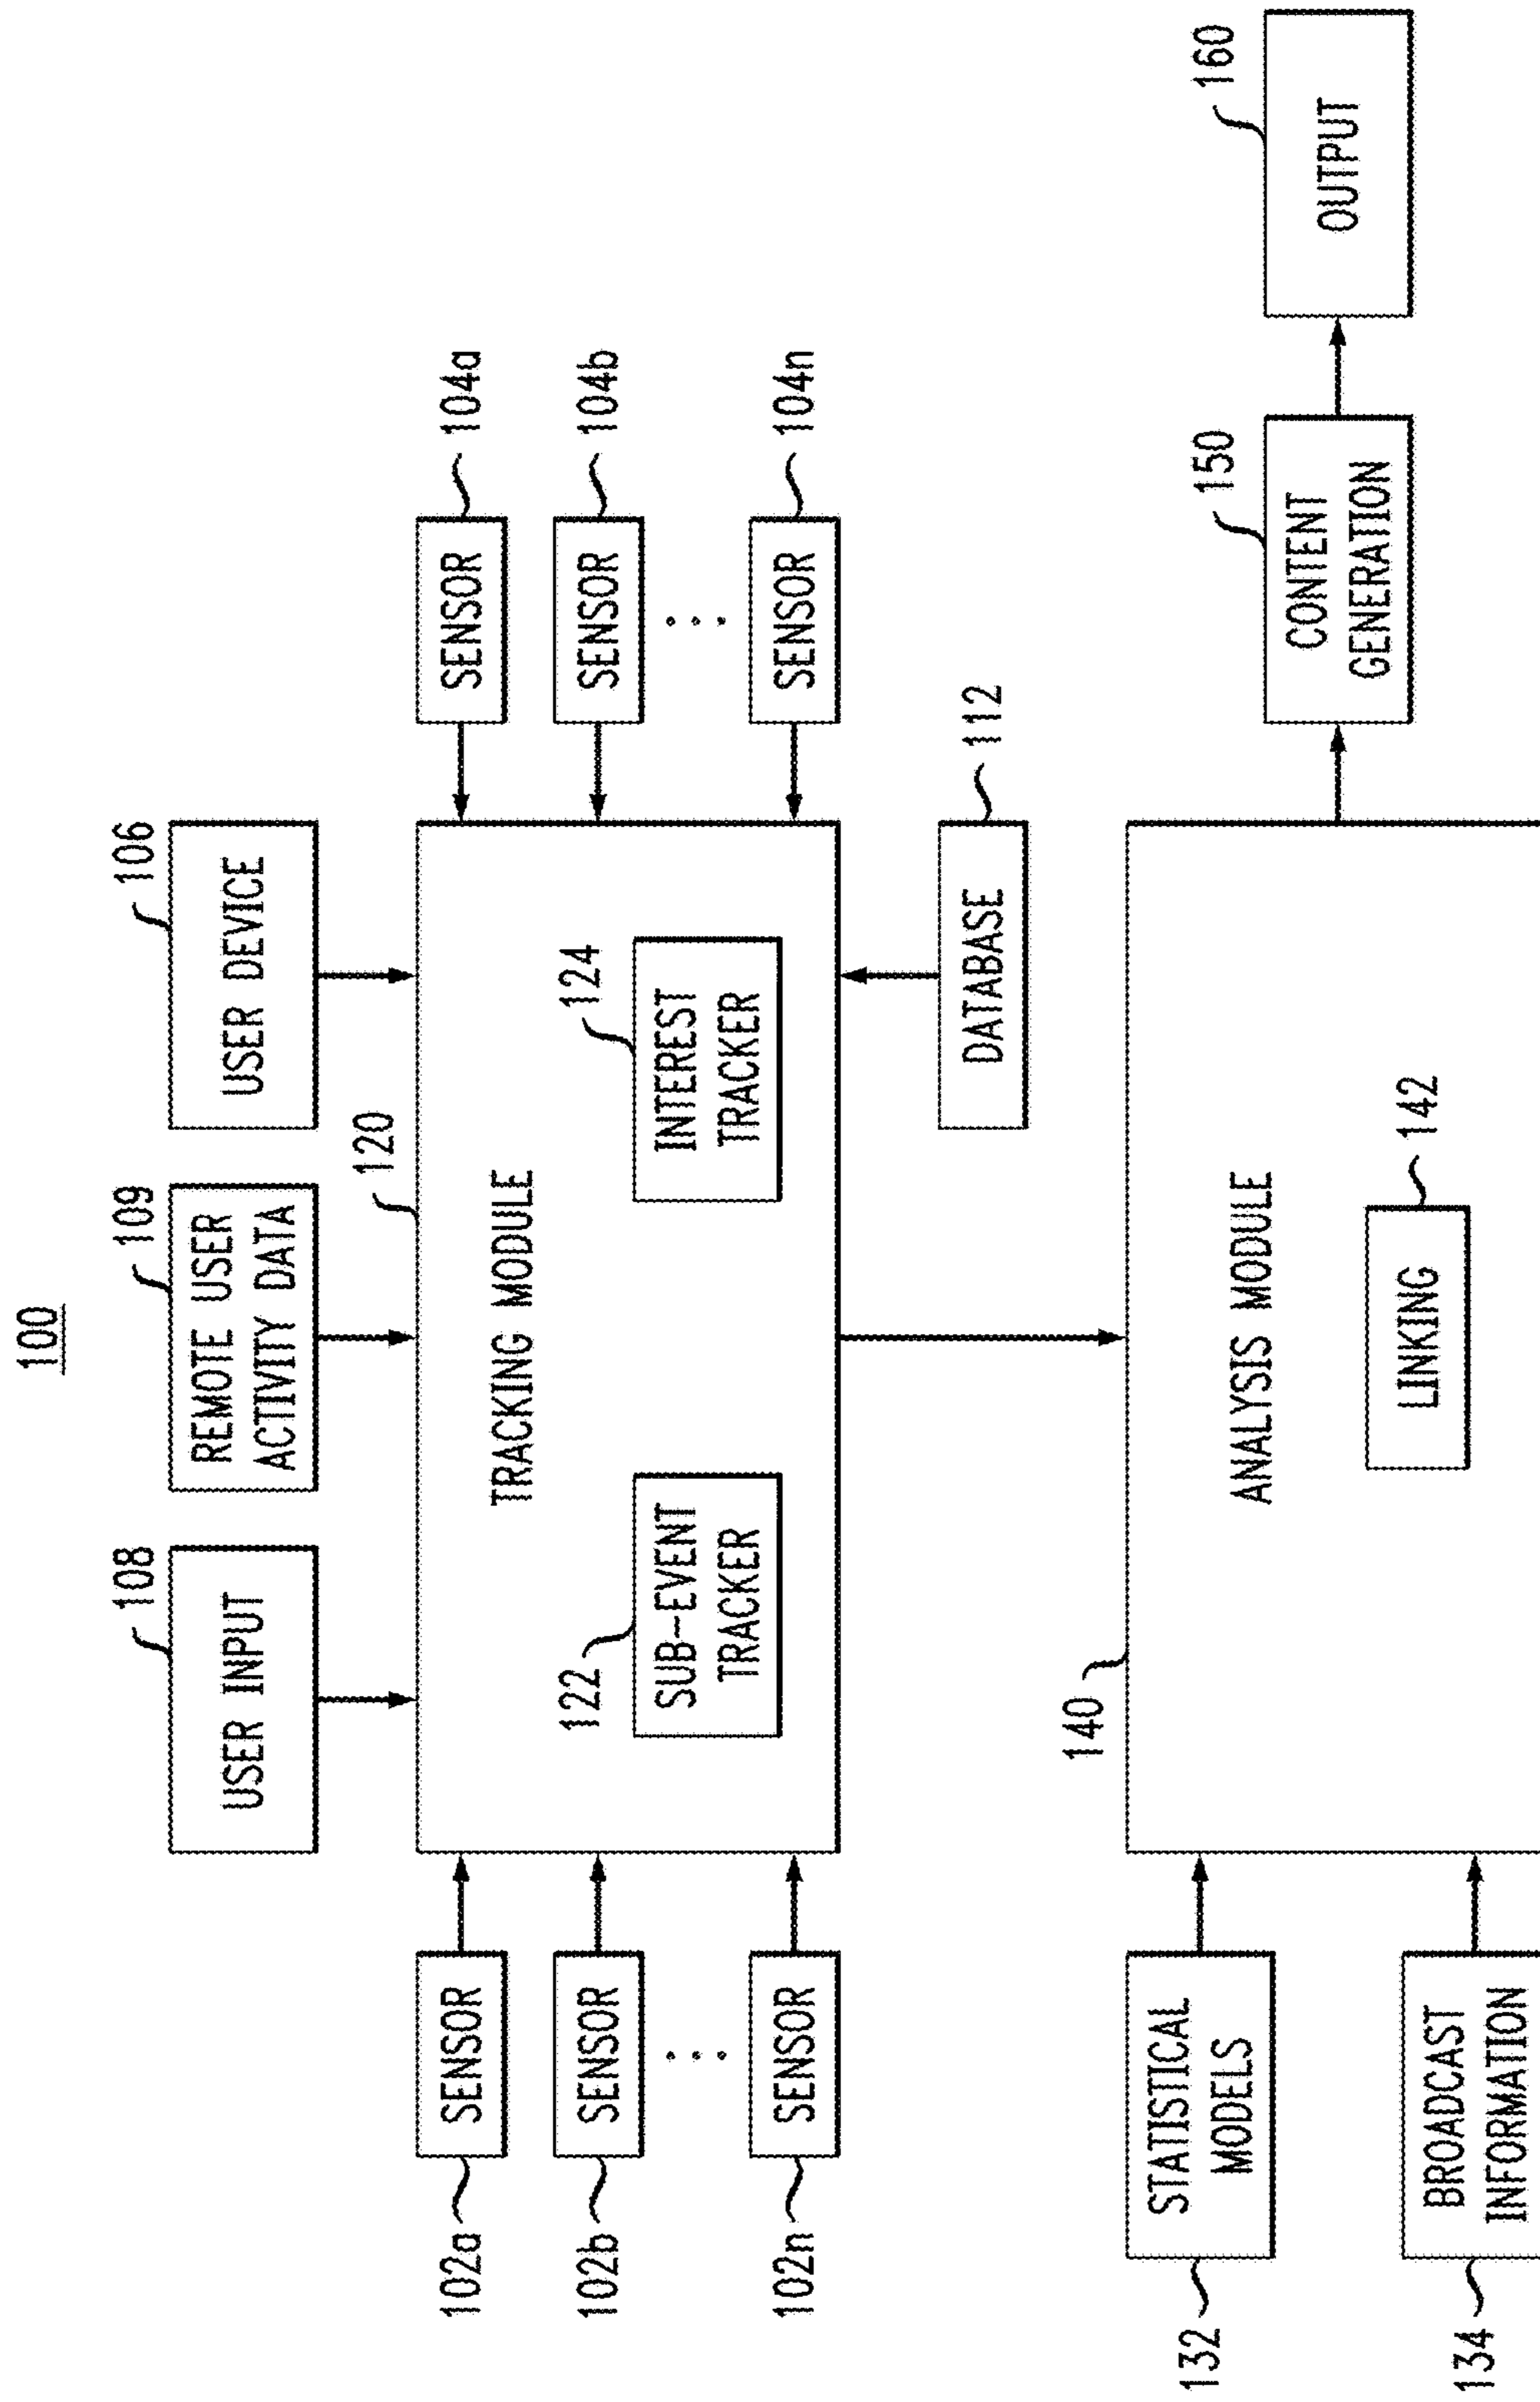 100
108
109
106
USER INPUT
REMOTE USER
ACTIVITY DATA
USER DEVICE
120
102a
SENSOR
TRACKING MODULE
SENSOR
104a
102b
SENSOR
SENSOR
104b
122
SUB-EVENT
TRACKER
124
INTEREST
TRACKER
102n
SENSOR
SENSOR
104n
DATABASE
112
140
132
STATISTICAL
MODELS
ANALYSIS MODULE
150
CONTENT
GENERATION
160
OUTPUT
134
BROADCAST
INFORMATION
LINKING
142